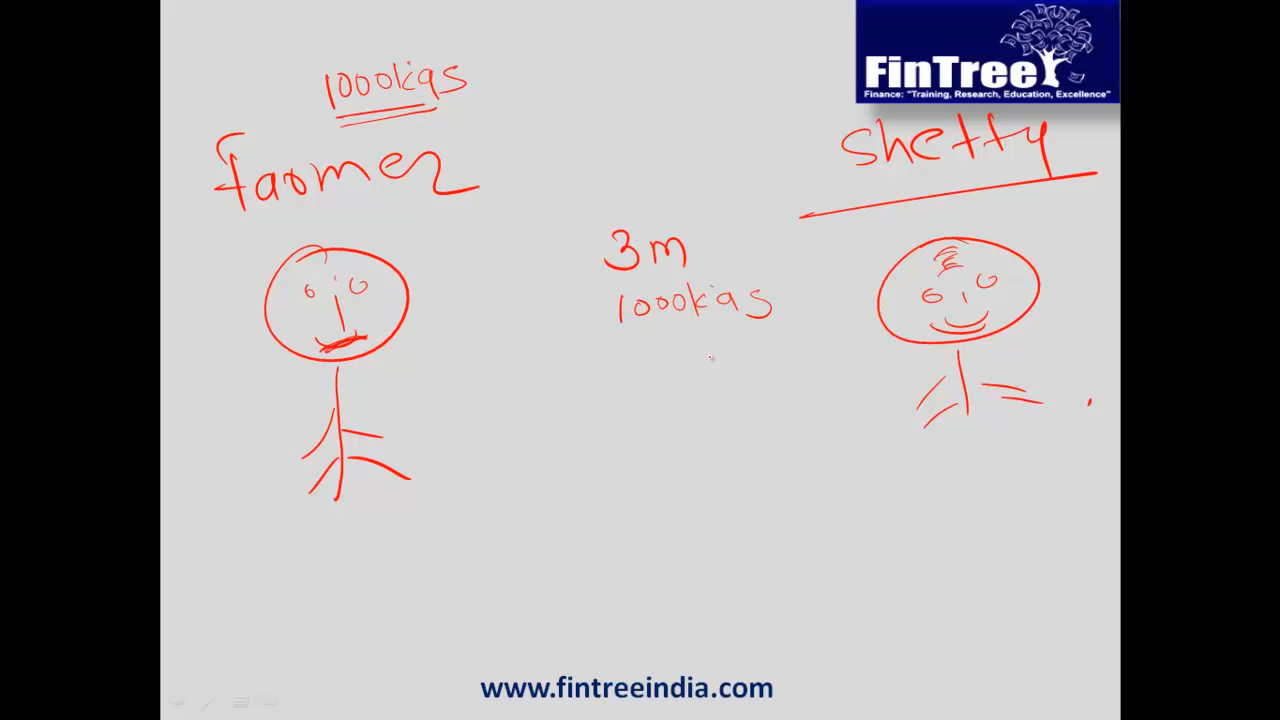 1000kgs
FinTree
Finance: "Training, Research, Education, Excellence"
farmer
Shetty
3m
1000kgs
www.fintreeindia.com